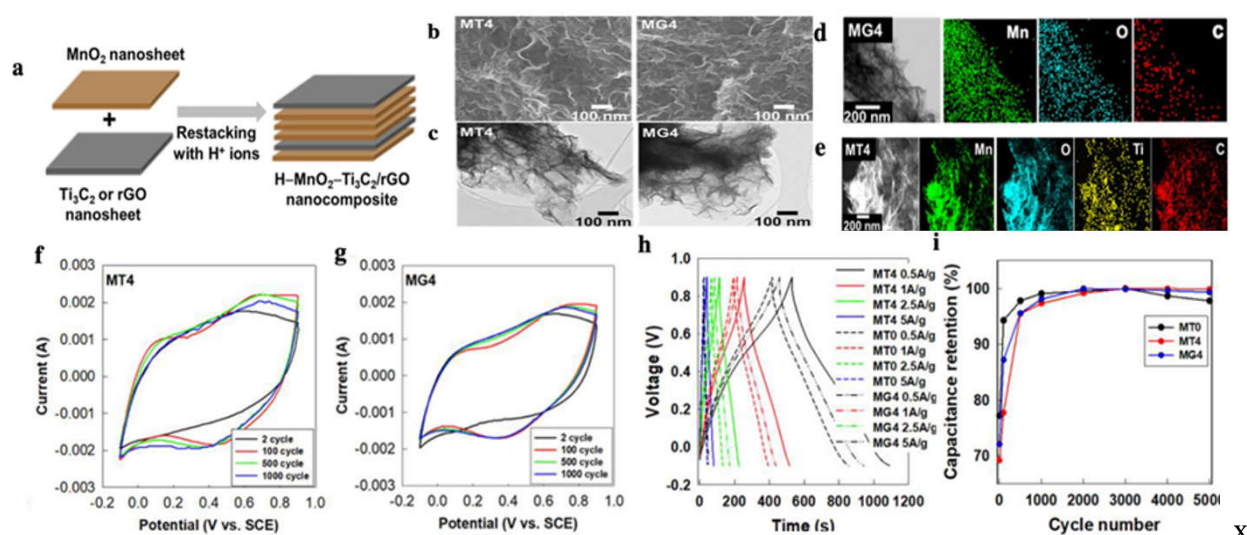 a
MnO₂ nanosheet
+
Ti₃C₂ or rGO
nanosheet
Restacking
with H⁺ ions
H–MnO₂–Ti₃C₂/rGO
nanocomposite
b
MT4
100 nm
MG4
100 nm
c
MT4
100 nm
MG4
100 nm
d
MG4
200 nm
Mn
O
C
e
MT4
200 nm
Mn
O
Ti
C
f
MT4
0.003
0.002
0.001
0.000
-0.001
-0.002
-0.003
Current (A)
2 cycle
100 cycle
500 cycle
1000 cycle
-0.2 0.0 0.2 0.4 0.6 0.8 1.0
Potential (V vs. SCE)
g
MG4
0.003
0.002
0.001
0.000
-0.001
-0.002
-0.003
Current (A)
2 cycle
100 cycle
500 cycle
1000 cycle
-0.2 0.0 0.2 0.4 0.6 0.8 1.0
Potential (V vs. SCE)
h
1.0
0.8
0.6
0.4
0.2
0.0
-0.2
Voltage (V)
MT4 0.5A/g
MT4 1A/g
MT4 2.5A/g
MT4 5A/g
MT0 0.5A/g
MT0 1A/g
MT0 2.5A/g
MT0 5A/g
MG4 0.5A/g
MG4 1A/g
MG4 2.5A/g
MG4 5A/g
0 200 400 600 800 1000 1200
Time (s)
i
100
90
80
70
Capacitance retention (%)
MT0
MT4
MG4
0 1000 2000 3000 4000 5000
Cycle number
x